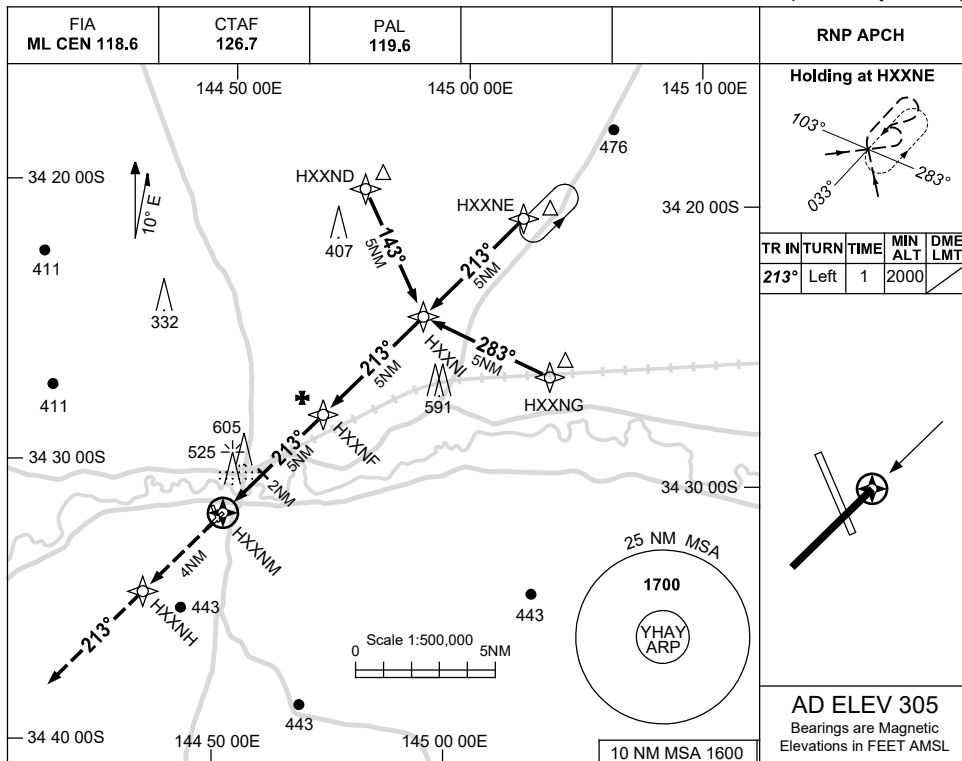 FIA
ML CEN 118.6
CTAF
126.7
PAL
119.6
RNP APCH
144 50 00E
145 00 00E
145 10 00E
Holding at HXXNE
103°
283°
033°
TR IN TURN TIME MIN ALT DME LMT
213° Left 1 2000
476
34 20 00S
HXXND
HXXNE
34 20 00S
10° E
407
143°
5NM
213°
5NM
411
332
283°
5NM
HXXNI
HXXNG
213°
5NM
591
411
HXXNF
605
525
213°
5NM
2NM
34 30 00S
34 30 00S
HXXNM
4NM
HXXNH
443
213°
443
25 NM MSA
1700
YHAY
ARP
Scale 1:500,000
0 5NM
443
34 40 00S
144 50 00E
145 00 00E
10 NM MSA 1600
AD ELEV 305
Bearings are Magnetic
Elevations in FEET AMSL